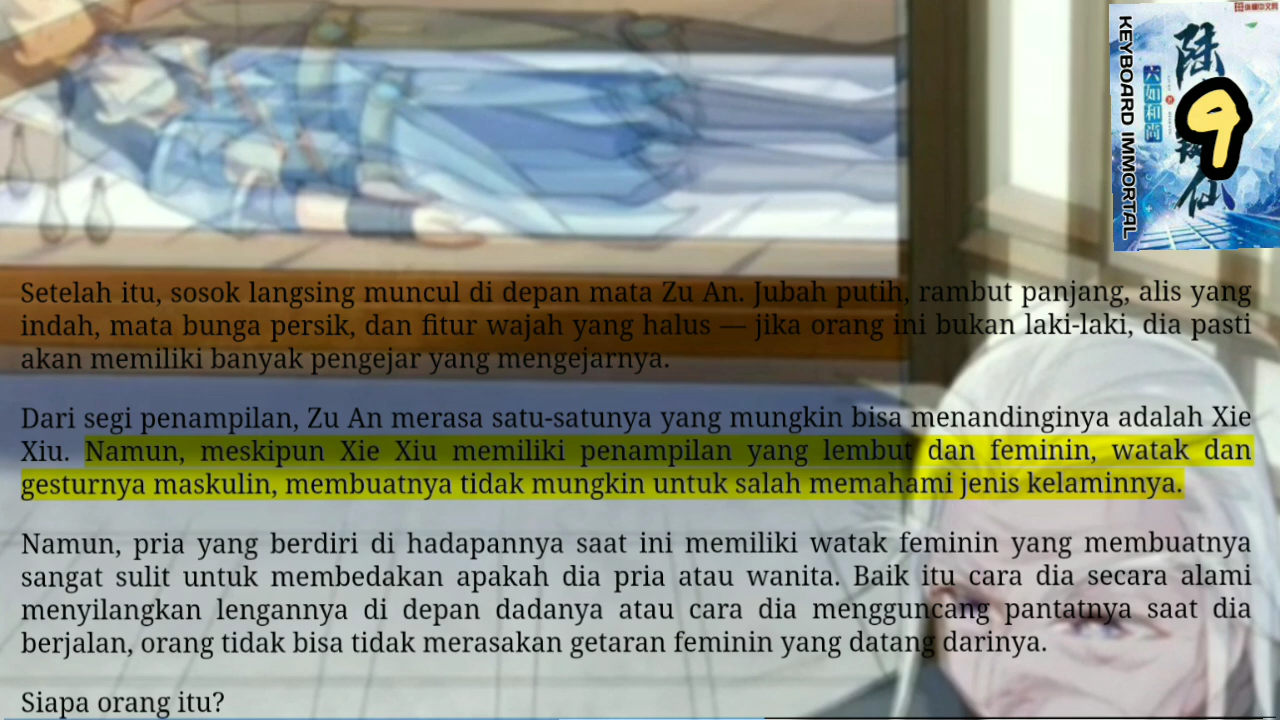 陆
六如和尚
仙
KEYBOARD IMMORTAL
9
Setelah itu, sosok langsing muncul di depan mata Zu An. Jubah putih, rambut panjang, alis yang
indah, mata bunga persik, dan fitur wajah yang halus — jika orang ini bukan laki-laki, dia pasti
akan memiliki banyak pengejar yang mengejarnya.
Dari segi penampilan, Zu An merasa satu-satunya yang mungkin bisa menandinginya adalah Xie
Xiu. Namun, meskipun Xie Xiu memiliki penampilan yang lembut dan feminin, watak dan
gesturnya maskulin, membuatnya tidak mungkin untuk salah memahami jenis kelaminnya.
Namun, pria yang berdiri di hadapannya saat ini memiliki watak feminin yang membuatnya
sangat sulit untuk membedakan apakah dia pria atau wanita. Baik itu cara dia secara alami
menyilangkan lengannya di depan dadanya atau cara dia mengguncang pantatnya saat dia
berjalan, orang tidak bisa tidak merasakan getaran feminin yang datang darinya.
Siapa orang itu?